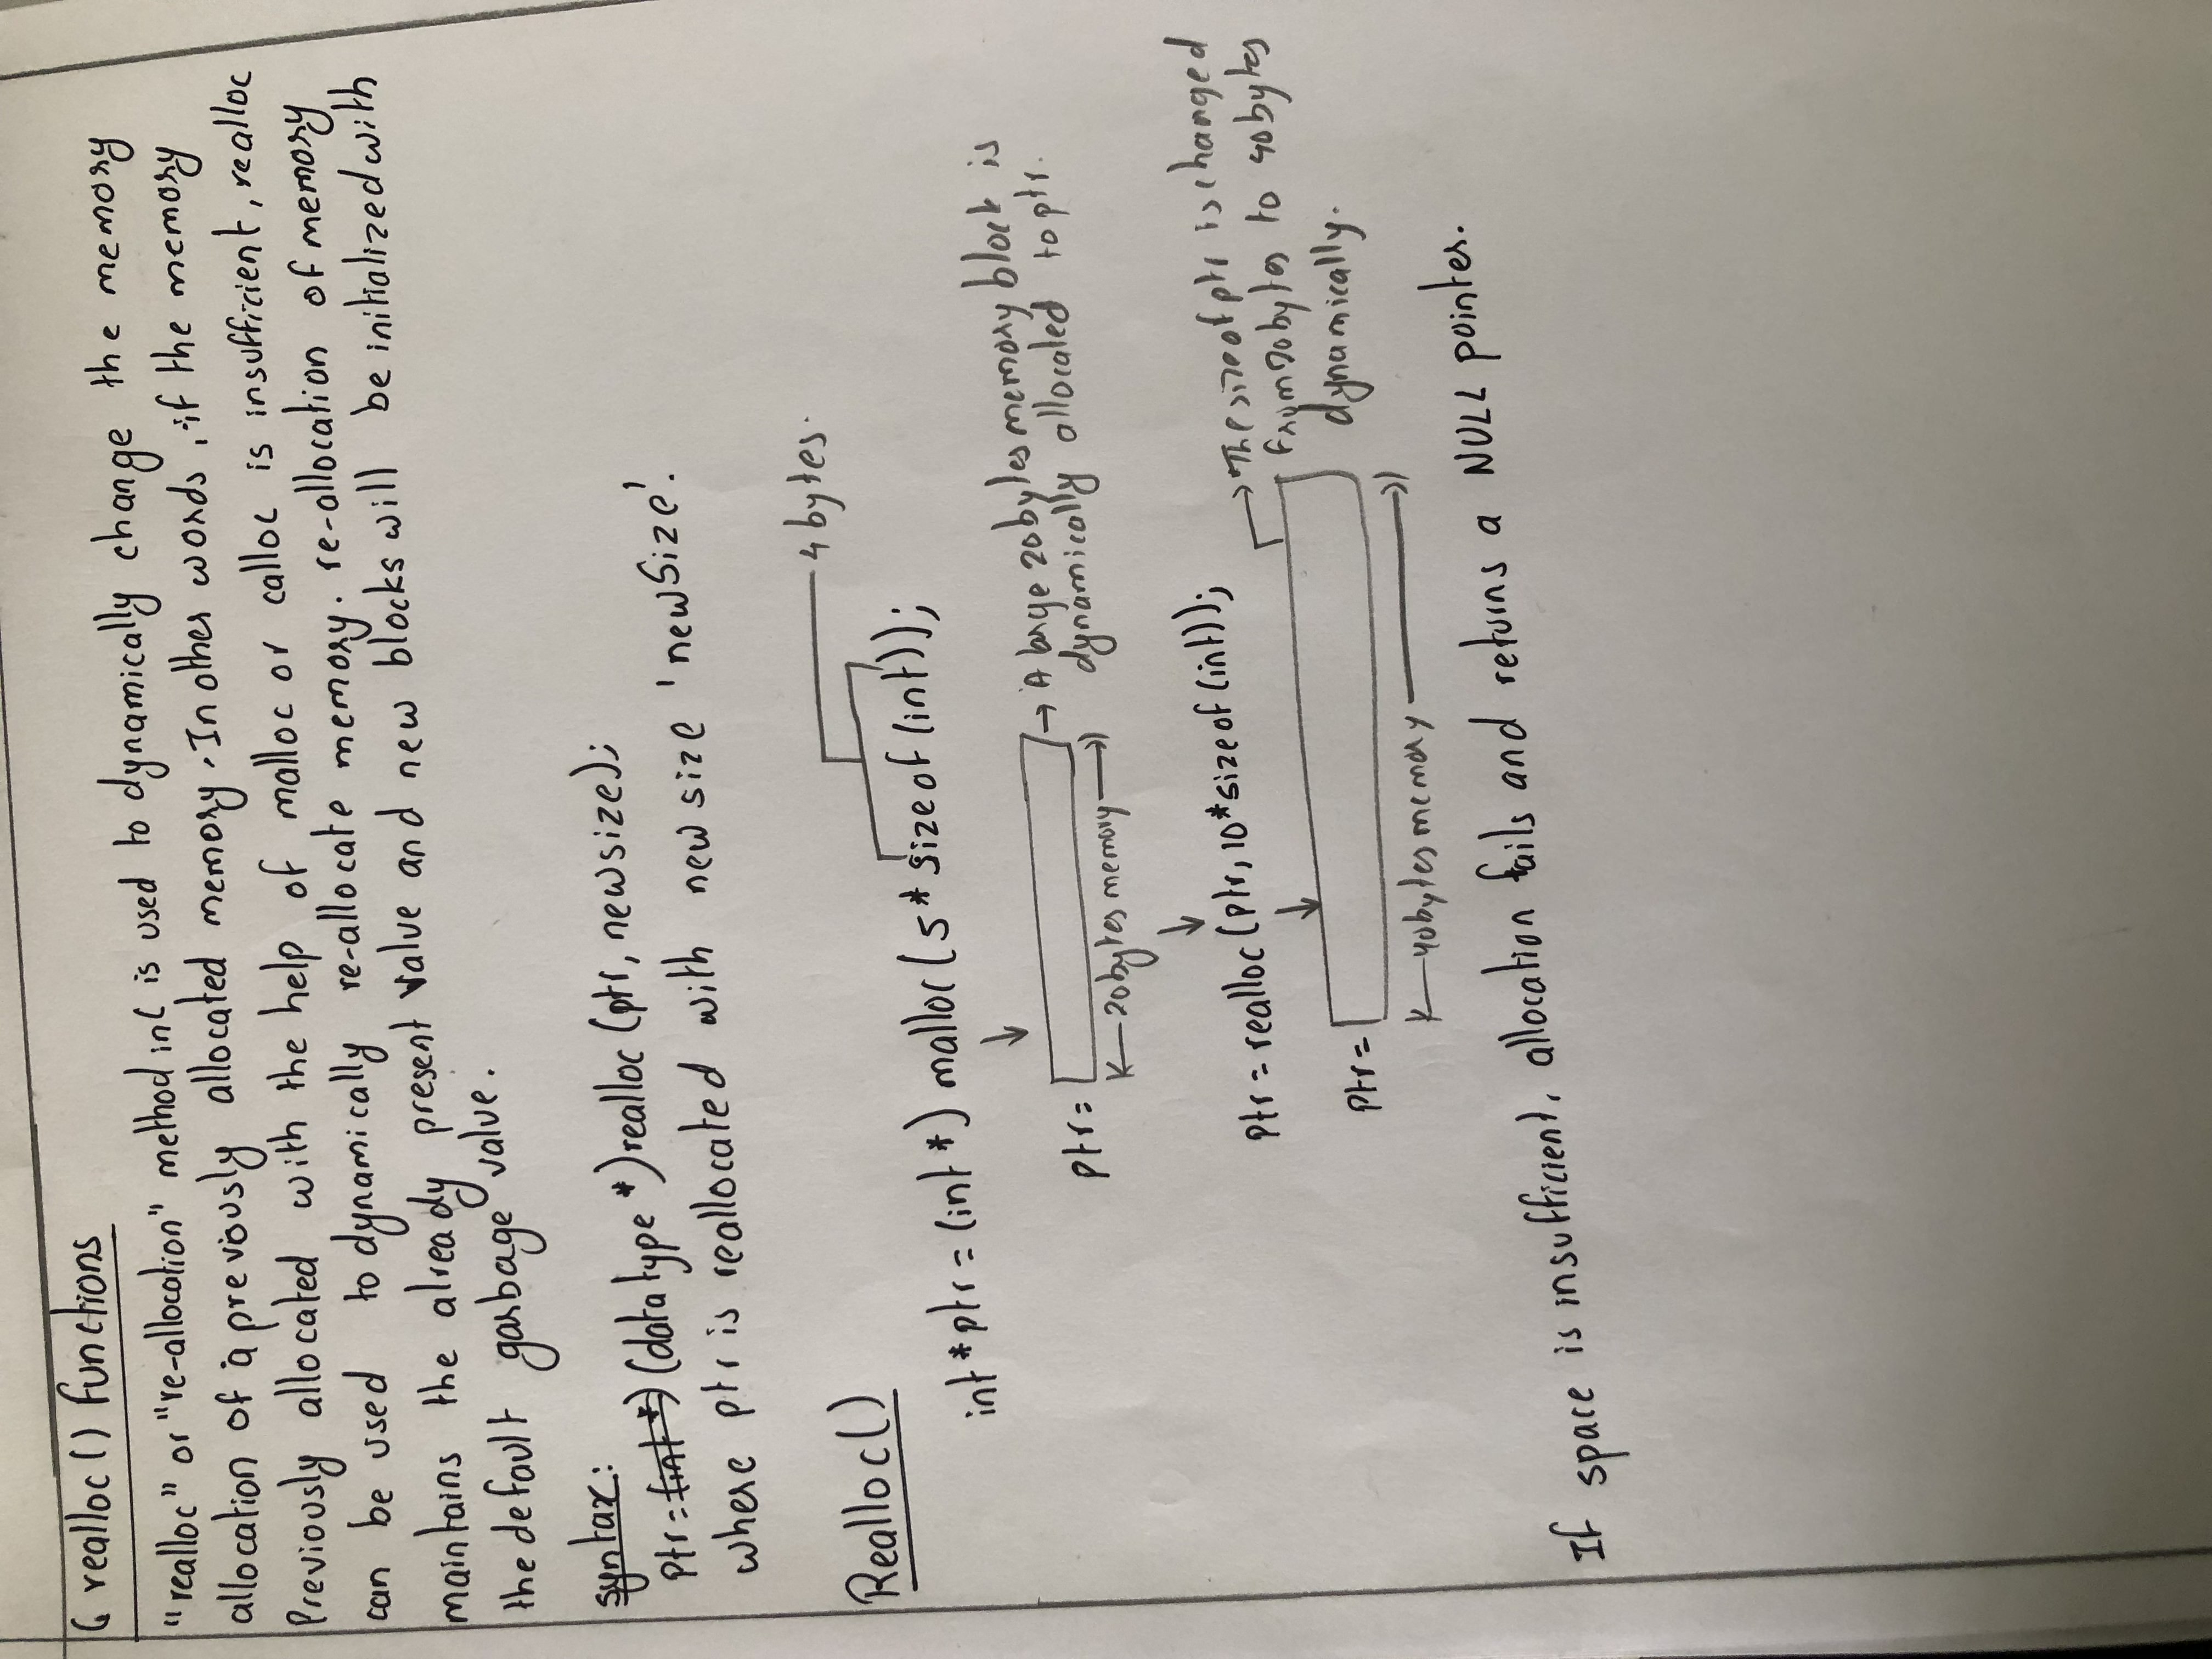 6 realloc() functions
"realloc" or "re-allocation" method in C is used to dynamically change the memory
allocation of a previously allocated memory. In other words, if the memory
Previously allocated with the help of malloc or calloc is insufficient, realloc
can be used to dynamically re-allocate memory. re-allocation of memory
maintains the already present value and new blocks will be initialized with
the default garbage value.
syntax:
Ptr = (int *) (data type *) realloc (ptr, newsize);
where ptr is reallocated with new size 'newSize'.
4 bytes.
Realloc()
int * ptr = (int *) malloc ( 5 * sizeof (int));
ptr =
→ A large 20 bytes memory block is
dynamically allocated to ptr.
20 bytes memory
Ptr = realloc (Ptr, 10 * sizeof (int));
The size of ptr is changed
from 20 bytes to 40 bytes
dynamically.
Ptr =
40 bytes memory
If space is insufficient, allocation fails and returns a NULL pointer.